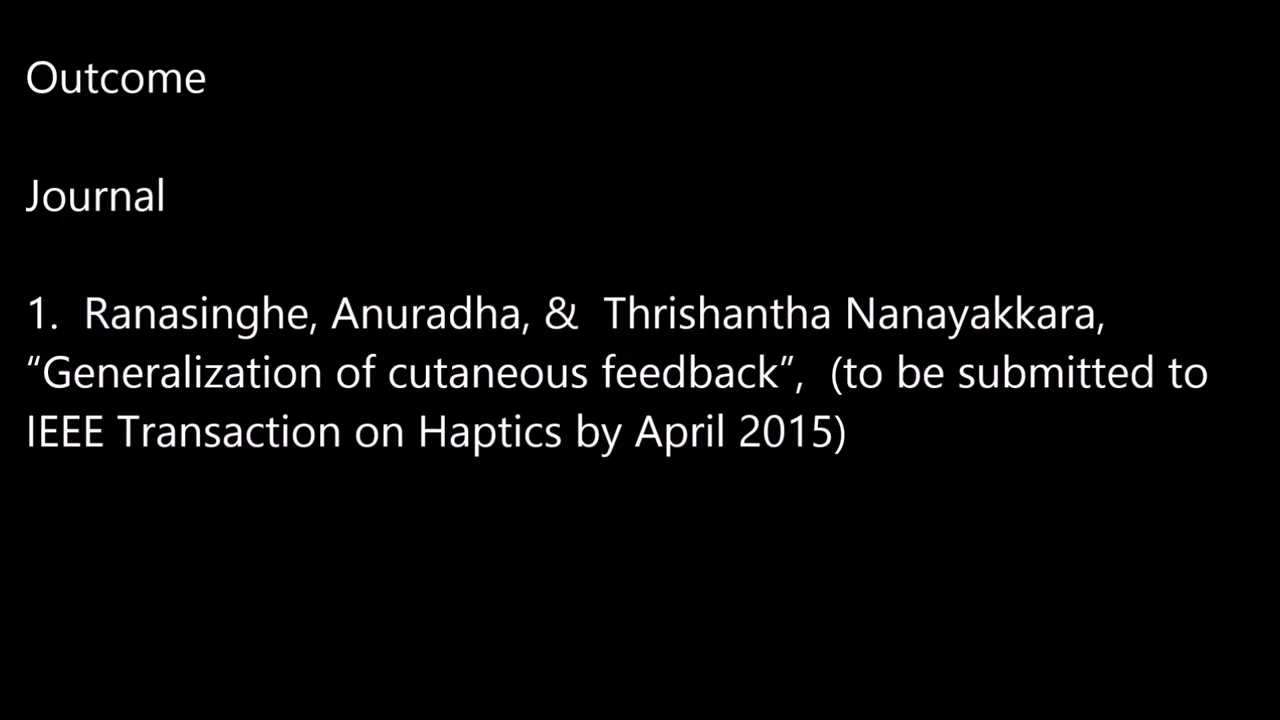 Outcome
Journal
1.  Ranasinghe, Anuradha, &  Thrishantha Nanayakkara,
“Generalization of cutaneous feedback”,  (to be submitted to
IEEE Transaction on Haptics by April 2015)